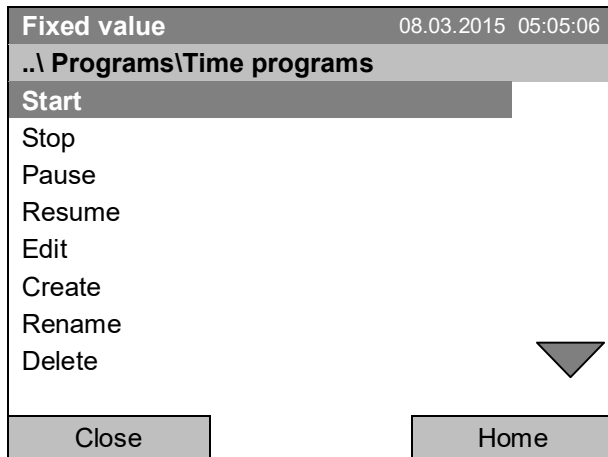 Fixed value 08.03.2015 05:05:06
..\ Programs\Time programs
Start
Stop
Pause
Resume
Edit
Create
Rename
Delete
Close Home